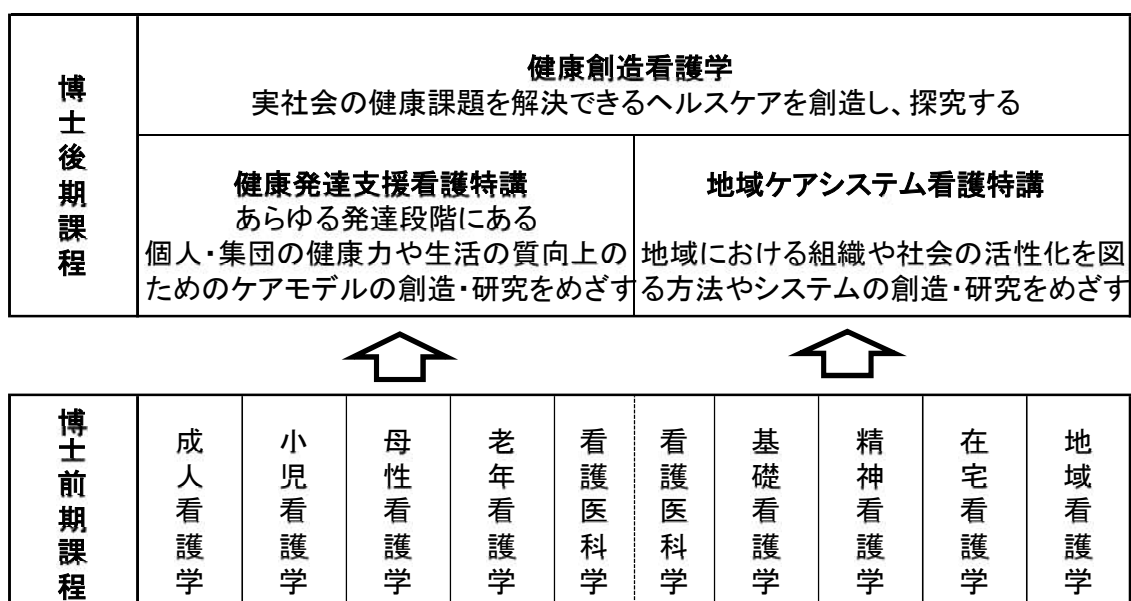 博士後期課程
健康創造看護学
実社会の健康課題を解決できるヘルスケアを創造し、探究する
健康発達支援看護特講
あらゆる発達段階にある
個人・集団の健康力や生活の質向上の
ためのケアモデルの創造・研究をめざす
地域ケアシステム看護特講
地域における組織や社会の活性化を図
る方法やシステムの創造・研究をめざす
博士前期課程
成人看護学
小児看護学
母性看護学
老年看護学
看護医科学
看護医科学
基礎看護学
精神看護学
在宅看護学
地域看護学